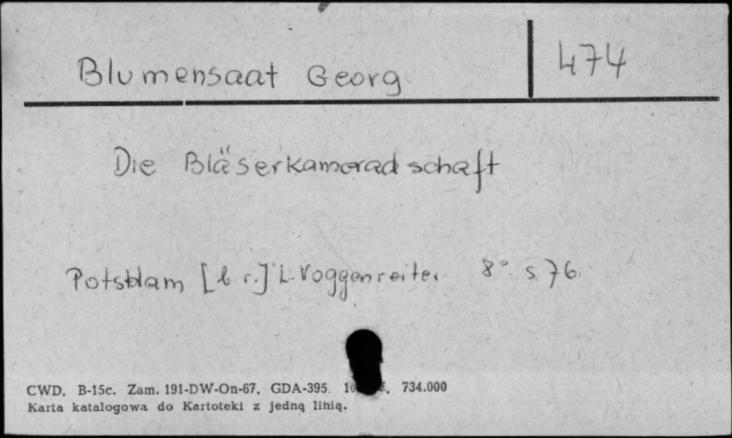 Blumensaat Georg
474
Die Bläserkameradschaft
Potsdam [b r.] L. Voggenreiter 8° s 76.
CWD. B-15c. Zam. 191-DW-On-67. GDA-395. 734.000
Karta katalogowa do Kartoteki z jedną linią.